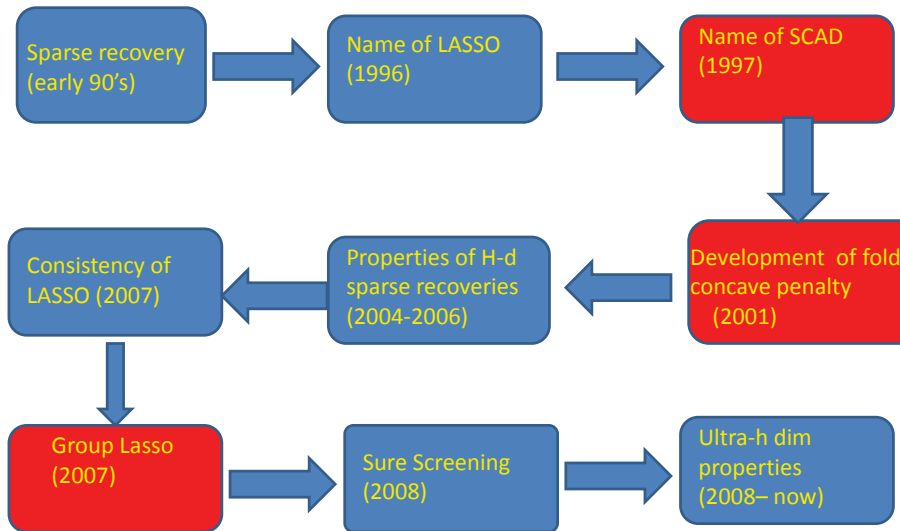 Sparse recovery
(early 90's)
Name of LASSO
(1996)
Name of SCAD
(1997)
Development of fold
concave penalty
(2001)
Properties of H-d
sparse recoveries
(2004-2006)
Consistency of
LASSO (2007)
Group Lasso
(2007)
Sure Screening
(2008)
Ultra-h dim
properties
(2008– now)